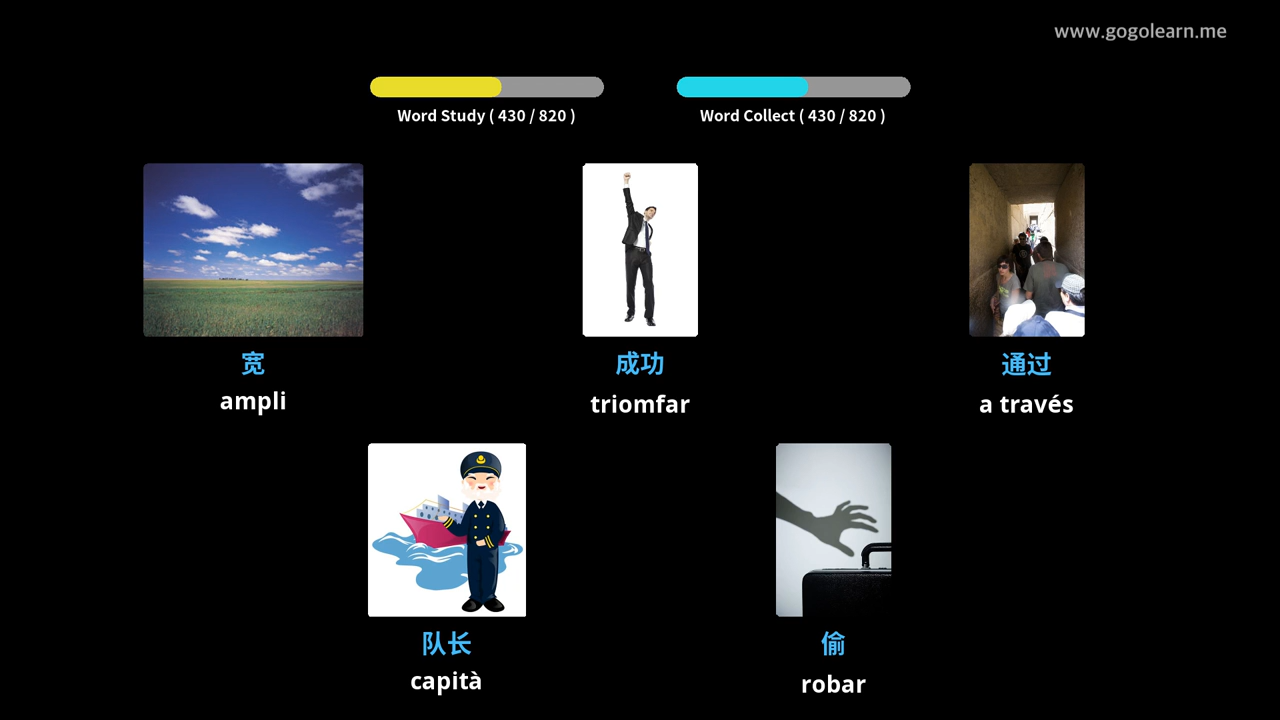 www.gogolearn.me
Word Study ( 430 / 820 )
Word Collect ( 430 / 820 )
宽
ampli
成功
triomfar
通过
a través
队长
capità
偷
robar